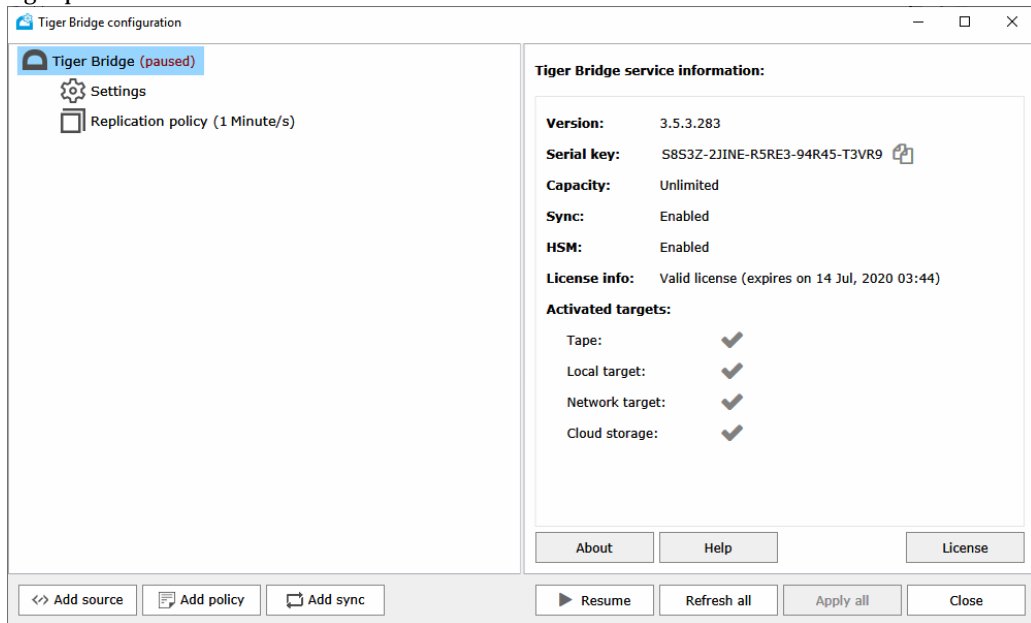 Tiger Bridge configuration
Tiger Bridge (paused)
Settings
Replication policy (1 Minute/s)
Tiger Bridge service information:
Version: 3.5.3.283
Serial key: S8S3Z-2JINE-R5RE3-94R45-T3VR9
Capacity: Unlimited
Sync: Enabled
HSM: Enabled
License info: Valid license (expires on 14 Jul, 2020 03:44)
Activated targets:
Tape:
Local target:
Network target:
Cloud storage:
About Help License
Add source Add policy Add sync Resume Refresh all Apply all Close